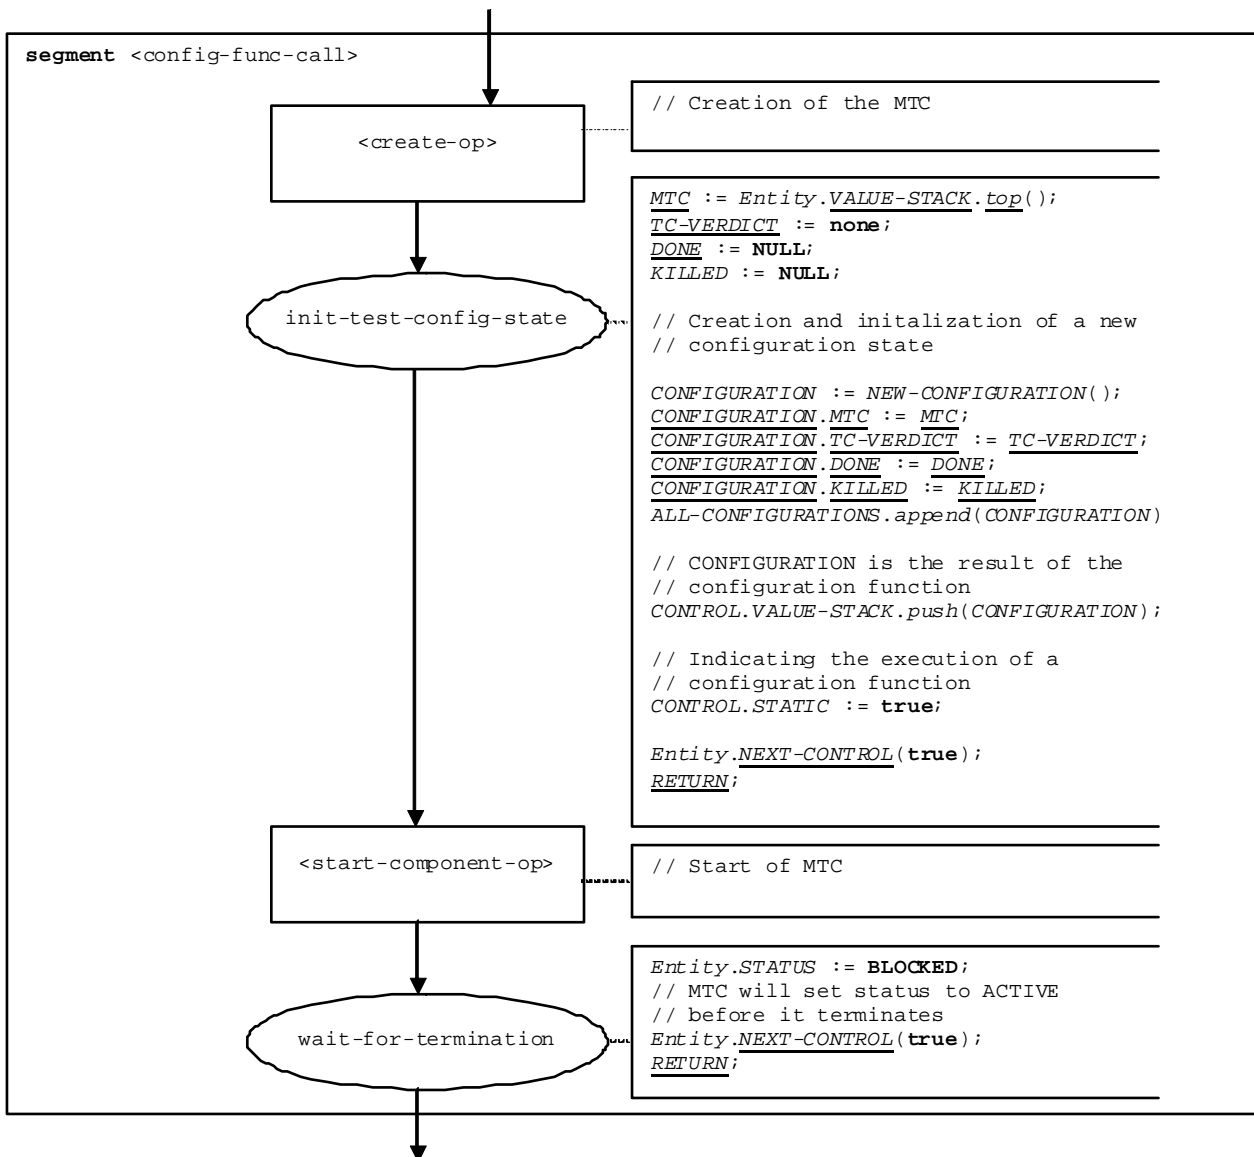 segment <config-func-call>
<create-op>
// Creation of the MTC
init-test-config-state
MTC := Entity.VALUE-STACK.top();
TC-VERDICT := none;
DONE := NULL;
KILLED := NULL;
// Creation and initalization of a new
// configuration state
CONFIGURATION := NEW-CONFIGURATION();
CONFIGURATION.MTC := MTC;
CONFIGURATION.TC-VERDICT := TC-VERDICT;
CONFIGURATION.DONE := DONE;
CONFIGURATION.KILLED := KILLED;
ALL-CONFIGURATIONS.append(CONFIGURATION)
// CONFIGURATION is the result of the
// configuration function
CONTROL.VALUE-STACK.push(CONFIGURATION);
// Indicating the execution of a
// configuration function
CONTROL.STATIC := true;
Entity.NEXT-CONTROL(true);
RETURN;
<start-component-op>
// Start of MTC
wait-for-termination
Entity.STATUS := BLOCKED;
// MTC will set status to ACTIVE
// before it terminates
Entity.NEXT-CONTROL(true);
RETURN;